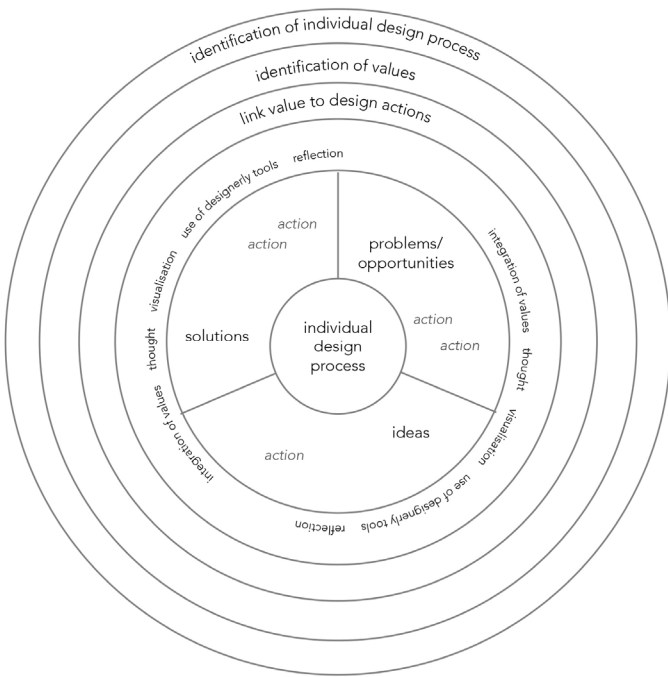 identification of individual design process
identification of values
link value to design actions
use of designerly tools
reflection
action
action
problems/
opportunities
integration of values
visualisation
thought
solutions
individual
design
process
action
action
thought
integration of values
ideas
visualisation
action
use of designerly tools
reflection